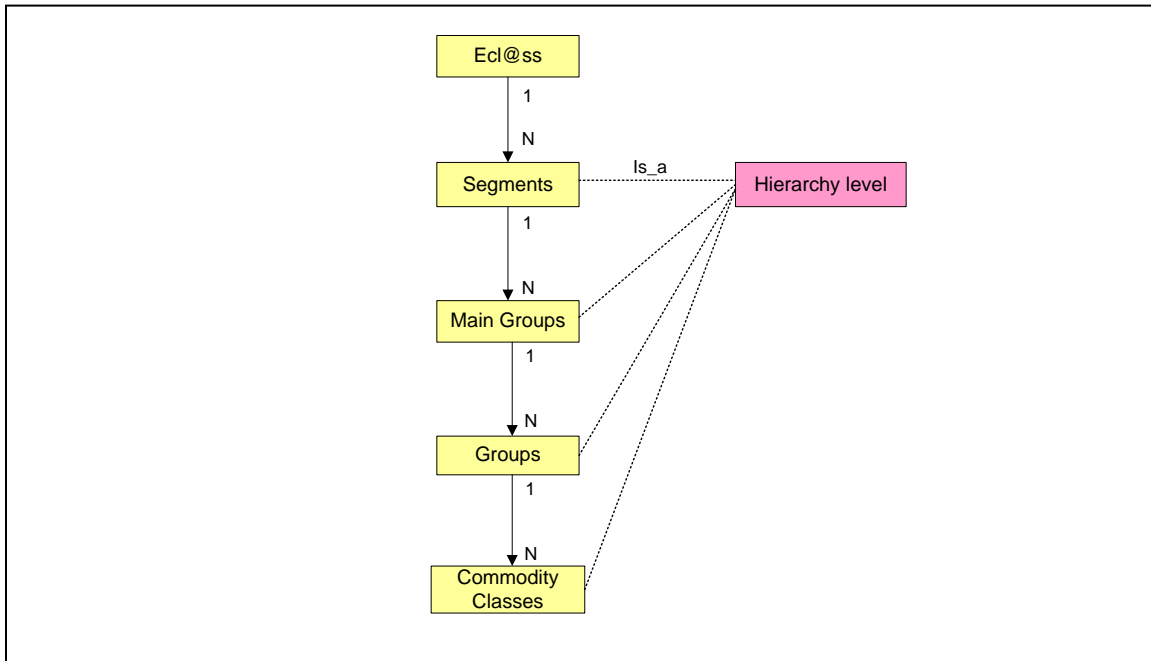 Ecl@ss
1
N
Segments
Is_a
Hierarchy level
1
N
Main Groups
1
N
Groups
1
N
Commodity
Classes